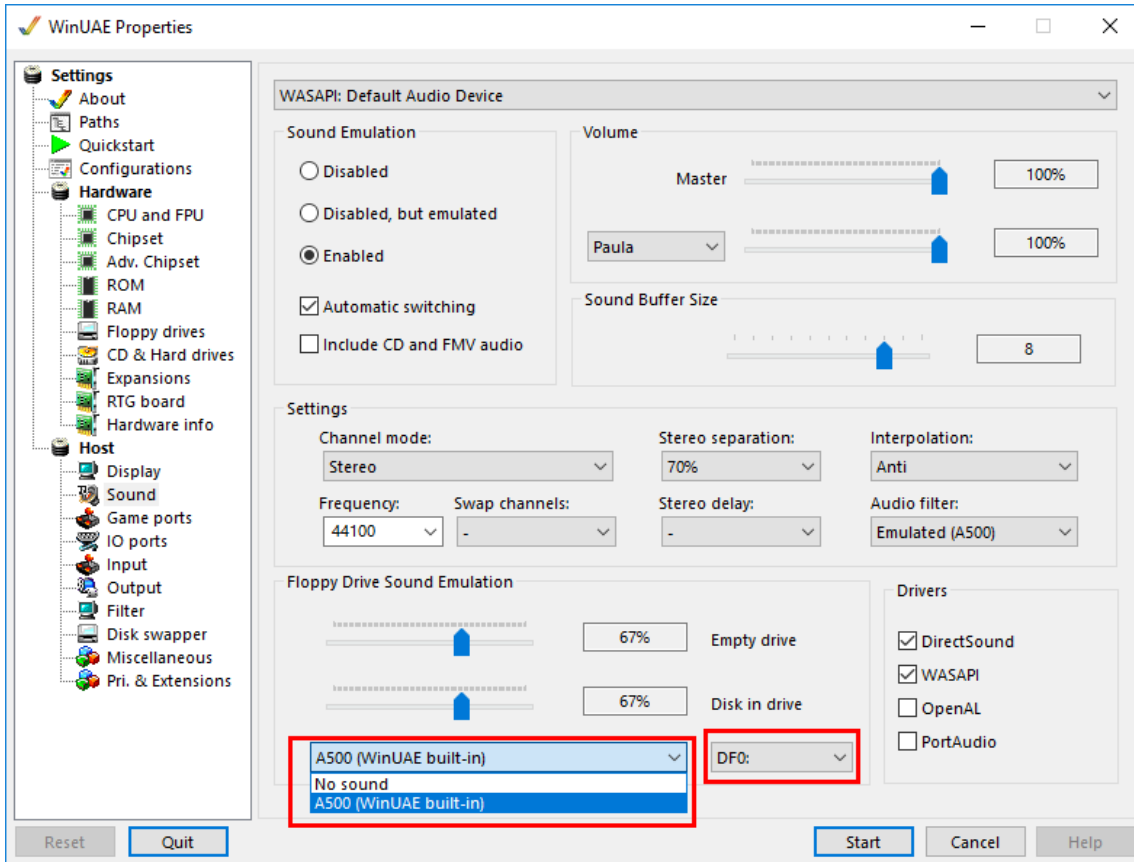 WinUAE Properties
Settings
About
Paths
Quickstart
Configurations
Hardware
CPU and FPU
Chipset
Adv. Chipset
ROM
RAM
Floppy drives
CD & Hard drives
Expansions
RTG board
Hardware info
Host
Display
Sound
Game ports
IO ports
Input
Output
Filter
Disk swapper
Miscellaneous
Pri. & Extensions
WASAPI: Default Audio Device
Sound Emulation
Disabled
Disabled, but emulated
Enabled
Automatic switching
Include CD and FMV audio
Volume
Master 100%
Paula 100%
Sound Buffer Size
8
Settings
Channel mode: Stereo separation: Interpolation:
Stereo 70% Anti
Frequency: Swap channels: Stereo delay: Audio filter:
44100 - - Emulated (A500)
Floppy Drive Sound Emulation
67% Empty drive
67% Disk in drive
A500 (WinUAE built-in) DF0:
No sound
A500 (WinUAE built-in)
Drivers
DirectSound
WASAPI
OpenAL
PortAudio
Reset Quit Start Cancel Help